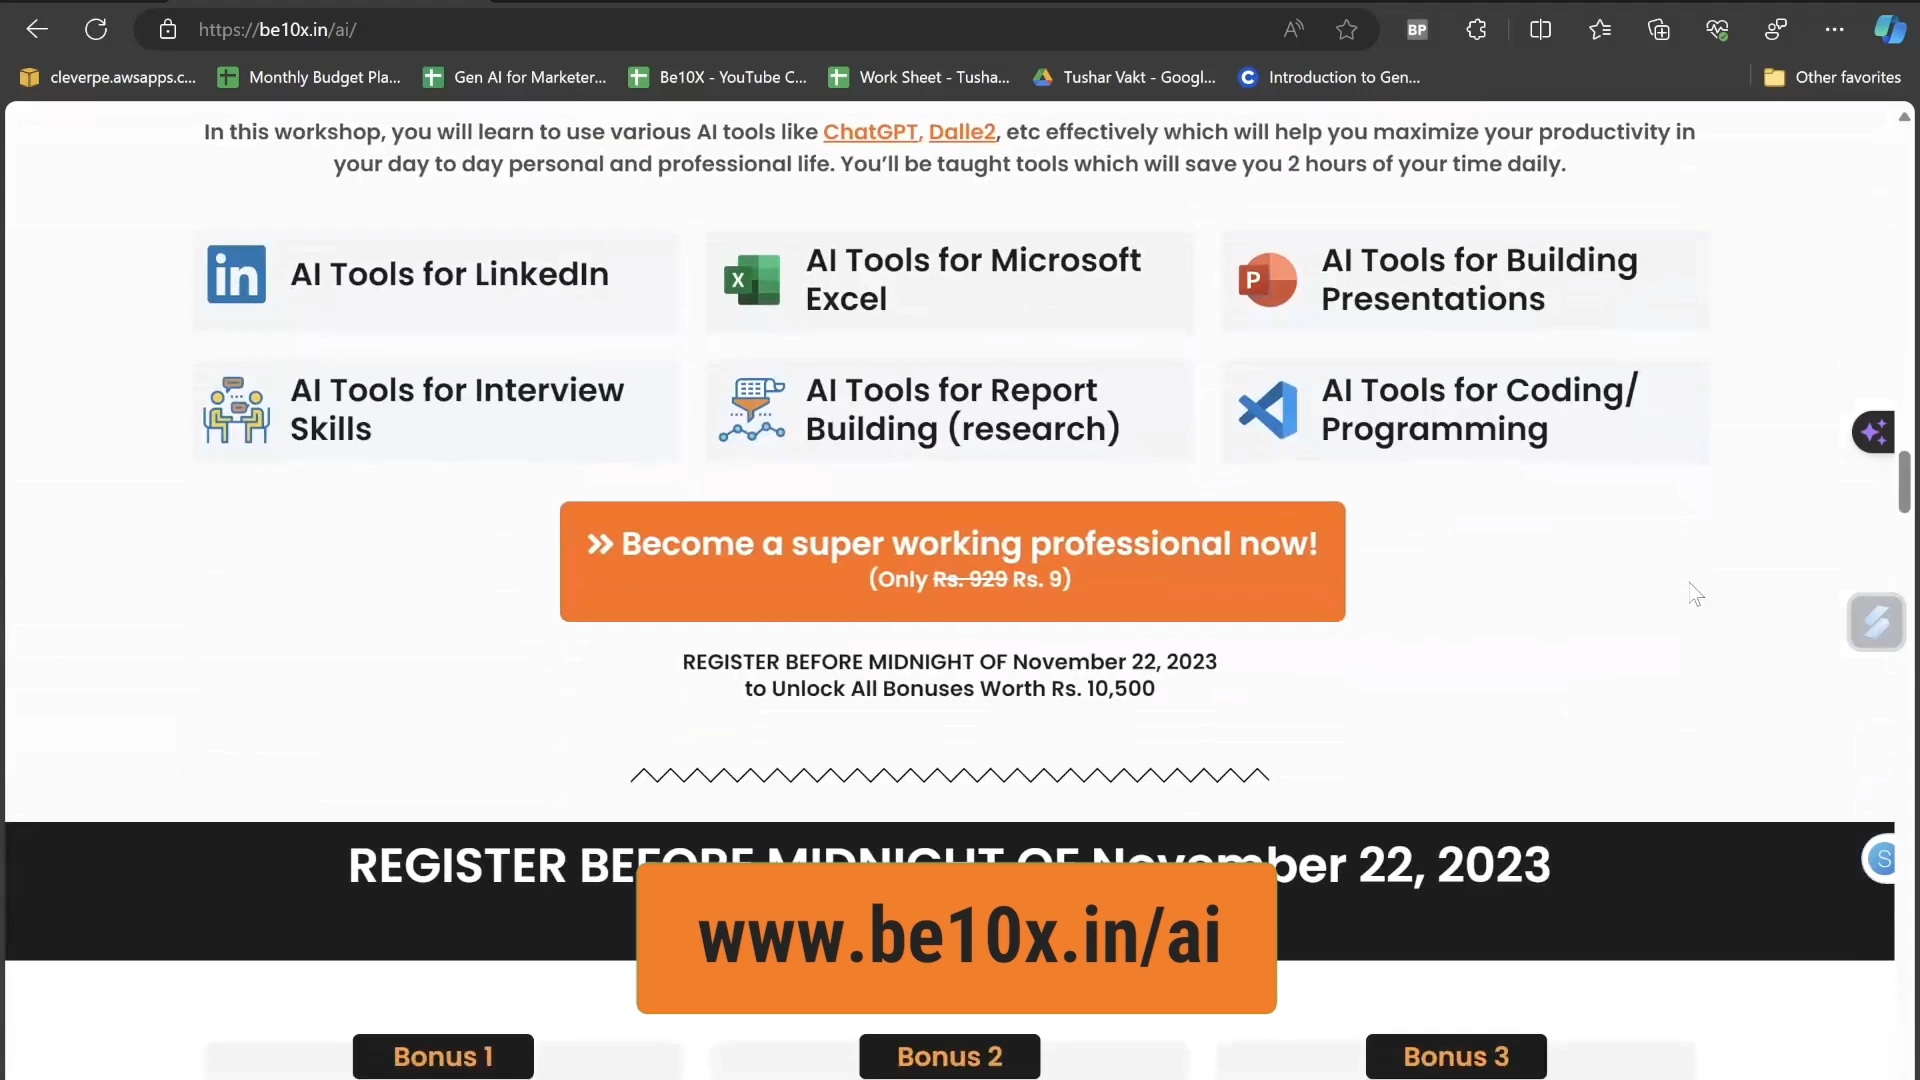 https://be10x.in/ai/
BP
cleverpe.awsapps.c...
Monthly Budget Pla...
Gen AI for Marketer...
Be10X - YouTube C...
Work Sheet - Tusha...
Tushar Vakt - Googl...
Introduction to Gen...
Other favorites
In this workshop, you will learn to use various AI tools like ChatGPT, Dalle2, etc effectively which will help you maximize your productivity in
your day to day personal and professional life. You’ll be taught tools which will save you 2 hours of your time daily.
in
AI Tools for LinkedIn
X
AI Tools for Microsoft
Excel
P
AI Tools for Building
Presentations
AI Tools for Interview
Skills
AI Tools for Report
Building (research)
AI Tools for Coding/
Programming
Become a super working professional now!
(Only Rs. 929 Rs. 9)
REGISTER BEFORE MIDNIGHT OF November 22, 2023
to Unlock All Bonuses Worth Rs. 10,500
REGISTER BEFORE MIDNIGHT OF November 22, 2023
S
www.be10x.in/ai
Bonus 1
Bonus 2
Bonus 3